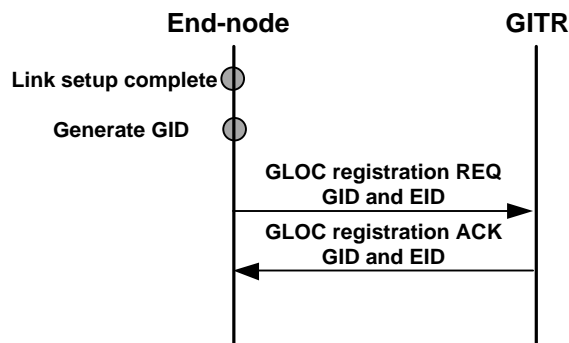 End-node
GITR
Link setup complete
Generate GID
GLOC registration REQ
GID and EID
GLOC registration ACK
GID and EID